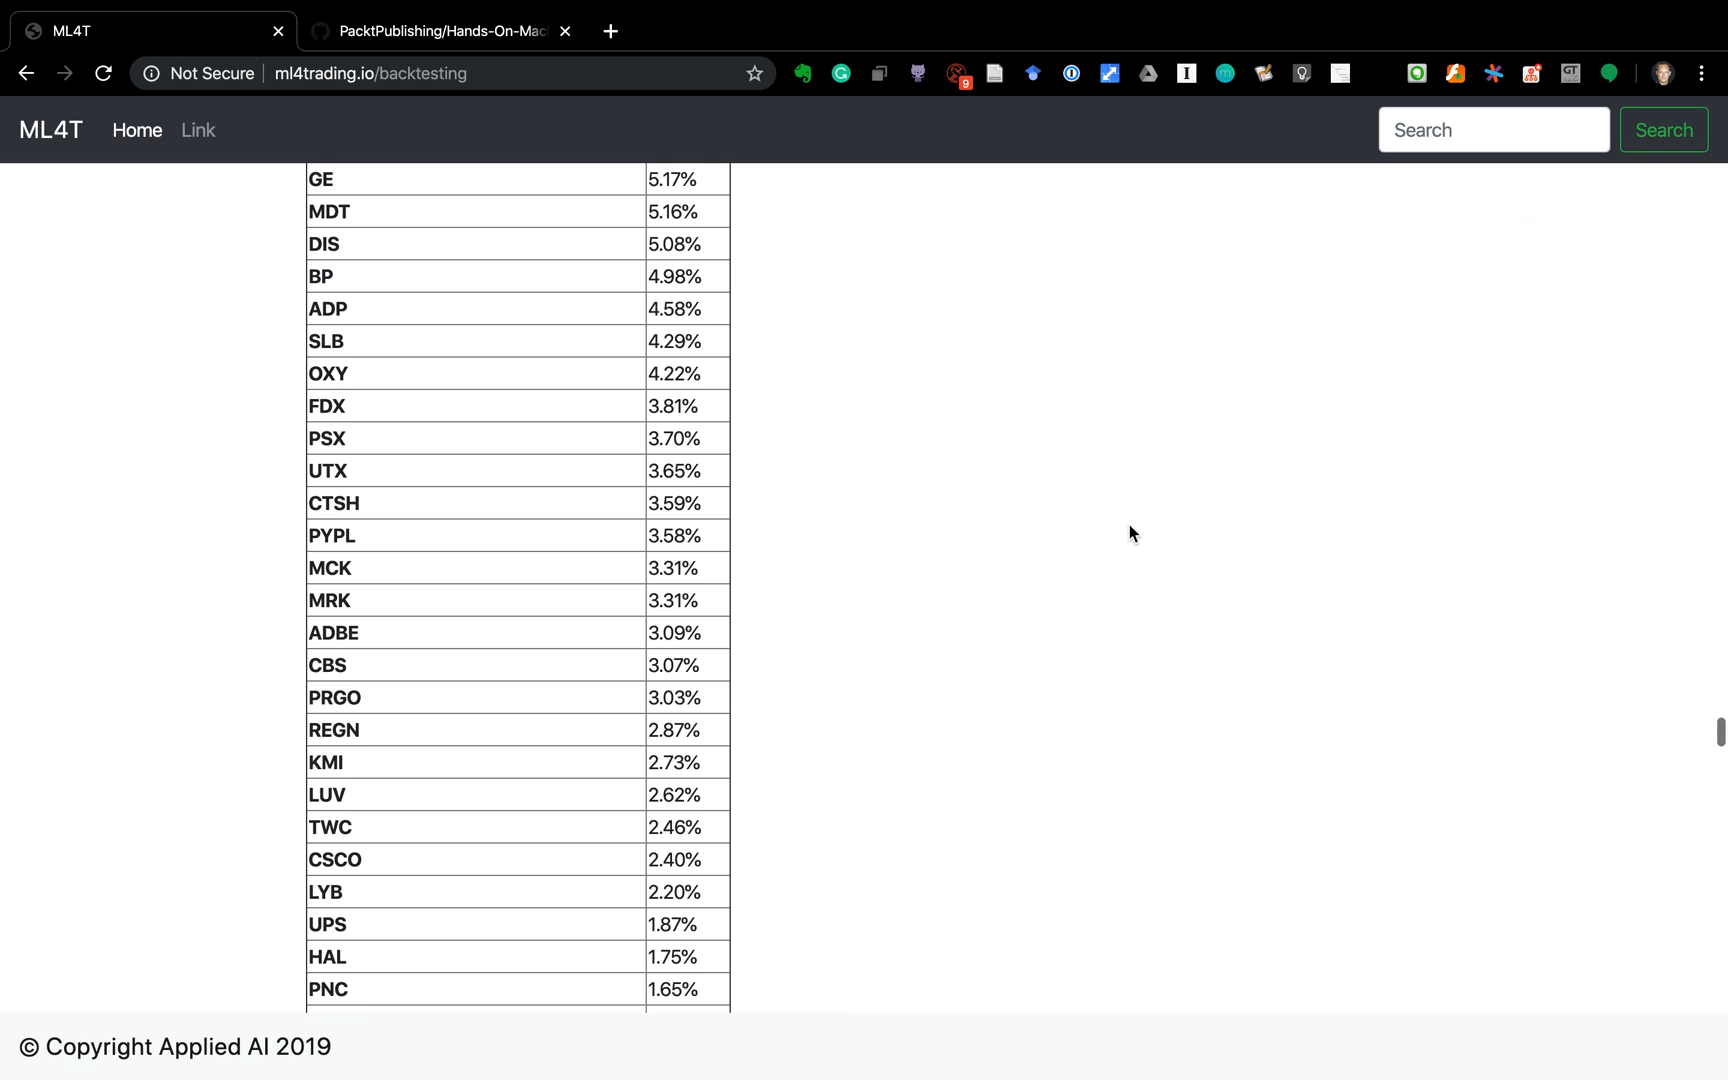 ML4T
PacktPublishing/Hands-On-Mac
Not Secure ml4trading.io/backtesting
9
GT
ML4T Home Link Search Search
GE 5.17%
MDT 5.16%
DIS 5.08%
BP 4.98%
ADP 4.58%
SLB 4.29%
OXY 4.22%
FDX 3.81%
PSX 3.70%
UTX 3.65%
CTSH 3.59%
PYPL 3.58%
MCK 3.31%
MRK 3.31%
ADBE 3.09%
CBS 3.07%
PRGO 3.03%
REGN 2.87%
KMI 2.73%
LUV 2.62%
TWC 2.46%
CSCO 2.40%
LYB 2.20%
UPS 1.87%
HAL 1.75%
PNC 1.65%
© Copyright Applied AI 2019